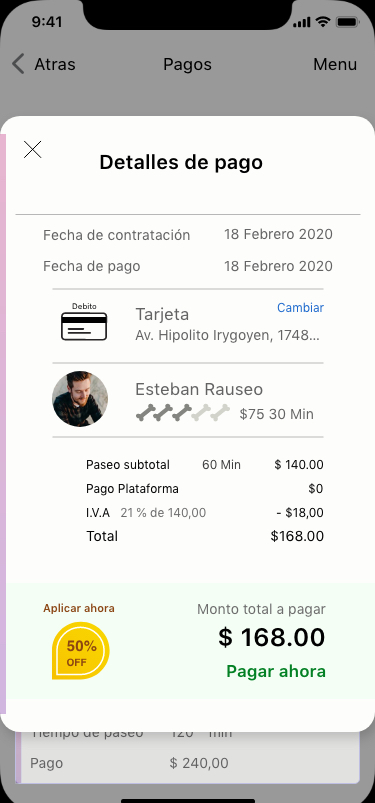 9:41
Atras Pagos Menu
Detalles de pago
Fecha de contratación 18 Febrero 2020
Fecha de pago 18 Febrero 2020
Debito
Tarjeta Cambiar
Av. Hipolito Irygoyen, 1748...
Esteban Rauseo
$75 30 Min
Paseo subtotal 60 Min $ 140.00
Pago Plataforma $0
I.V.A 21 % de 140,00 - $18,00
Total $168.00
Aplicar ahora Monto total a pagar
50% OFF $ 168.00
Pagar ahora
Tiempo de paseo 120 min
Pago $ 240,00